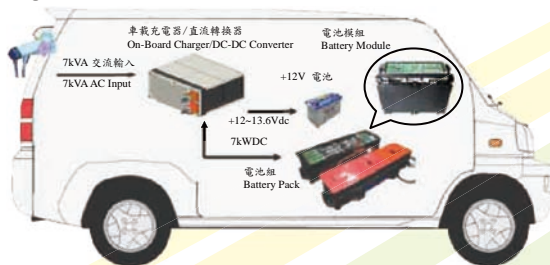 車載充電器/直流轉換器
On-Board Charger/DC-DC Converter
電池模組
Battery Module
7kVA 交流輸入
7kVA AC Input
+12V 電池
+12~13.6Vdc
7kWDC
電池組
Battery Pack